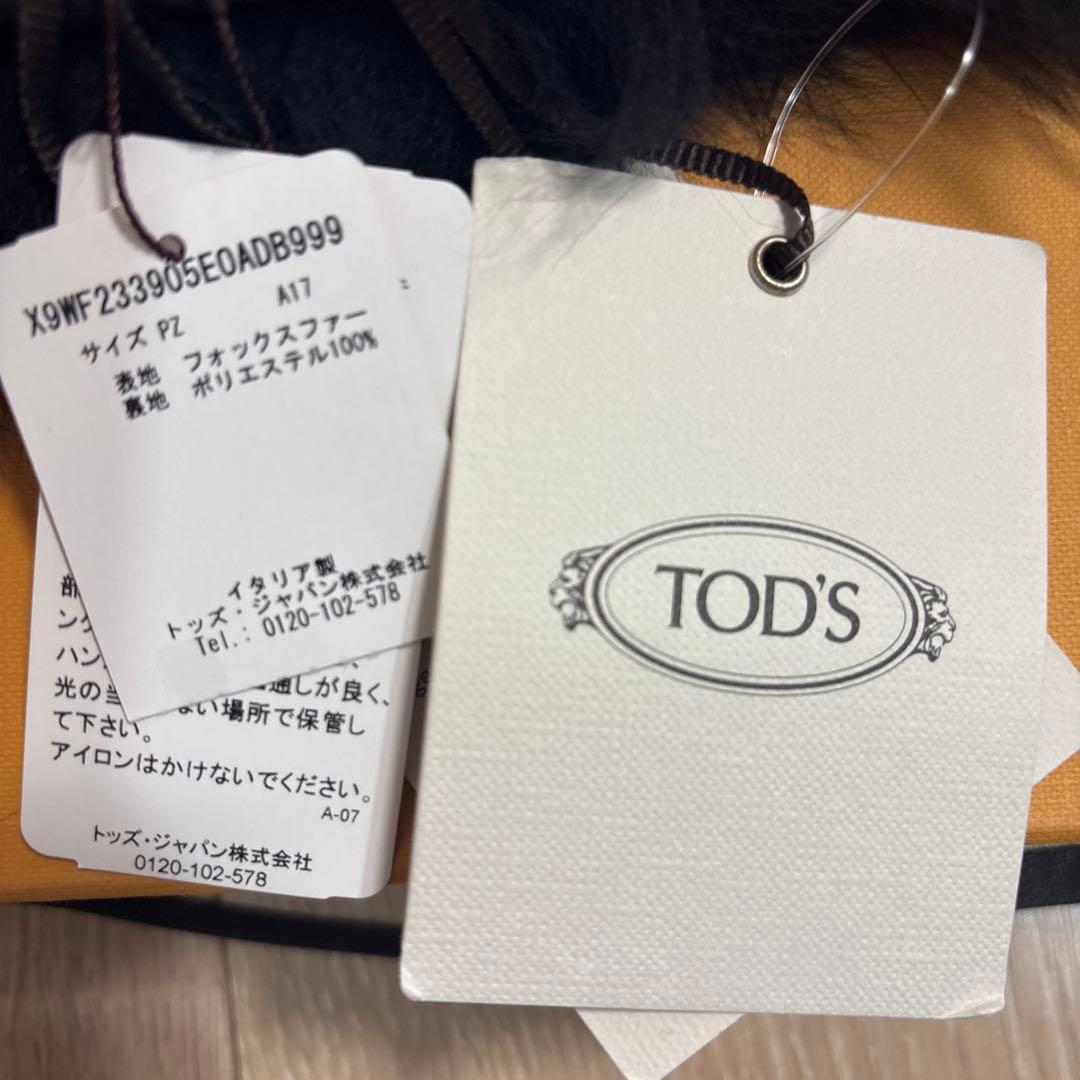 X9WF233905E0ADB999
A17
サイズ PZ
表地 フォックスファー
裏地 ポリエステル100%
イタリア製
トッズ・ジャパン株式会社
Tel.: 0120-102-578
部
ハン
光の当 通しが良く、
ない場所で保管し
て下さい。
アイロンはかけないでください。
A-07
トッズ・ジャパン株式会社
0120-102-578
TOD'S